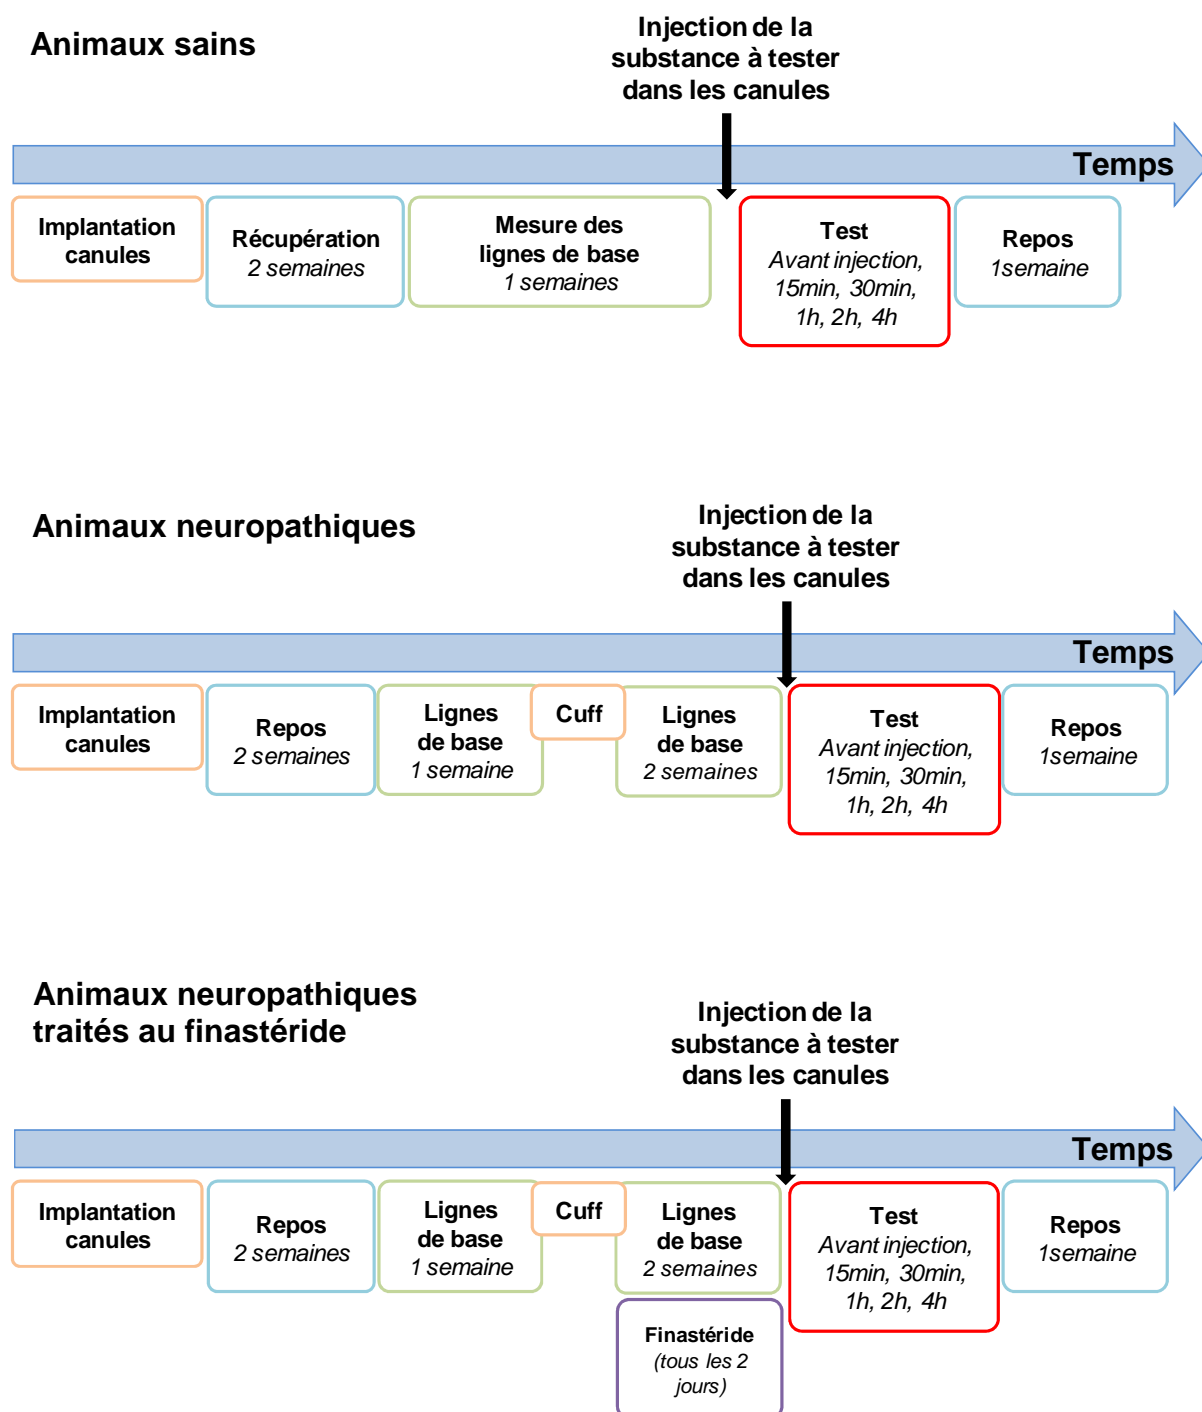 Animaux sains
Injection de la
substance à tester
dans les canules
Temps
Implantation
canules
Récupération
2 semaines
Mesure des
lignes de base
1 semaines
Test
Avant injection,
15min, 30min,
1h, 2h, 4h
Repos
1semaine
Animaux neuropathiques
Injection de la
substance à tester
dans les canules
Temps
Implantation
canules
Repos
2 semaines
Lignes
de base
1 semaine
Cuff
Lignes
de base
2 semaines
Test
Avant injection,
15min, 30min,
1h, 2h, 4h
Repos
1semaine
Animaux neuropathiques
traités au finastéride
Injection de la
substance à tester
dans les canules
Temps
Implantation
canules
Repos
2 semaines
Lignes
de base
1 semaine
Cuff
Lignes
de base
2 semaines
Test
Avant injection,
15min, 30min,
1h, 2h, 4h
Repos
1semaine
Finastéride
(tous les 2
jours)